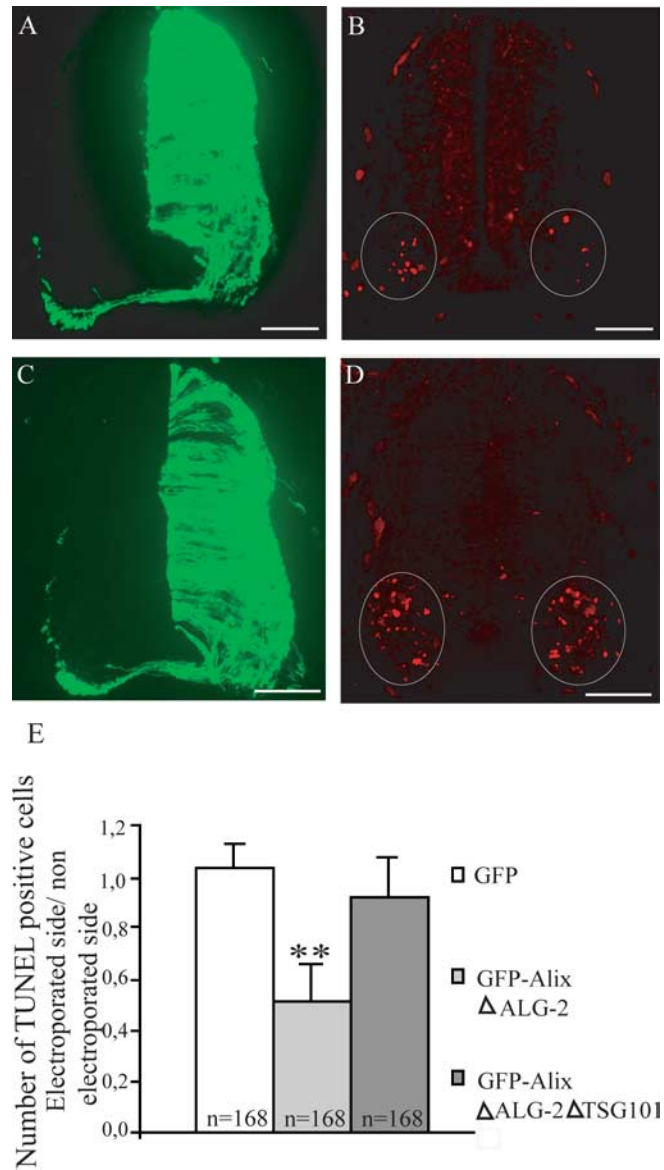 A
B
C
D
E
Number of TUNEL positive cells
Electroporated side/ non
electroporated side
1,2
1,0
0,8
0,6
0,4
0,2
0,0
**
n=168
n=168
n=168
GFP
GFP-Alix
ΔALG-2
GFP-Alix
ΔALG-2ΔTSG101